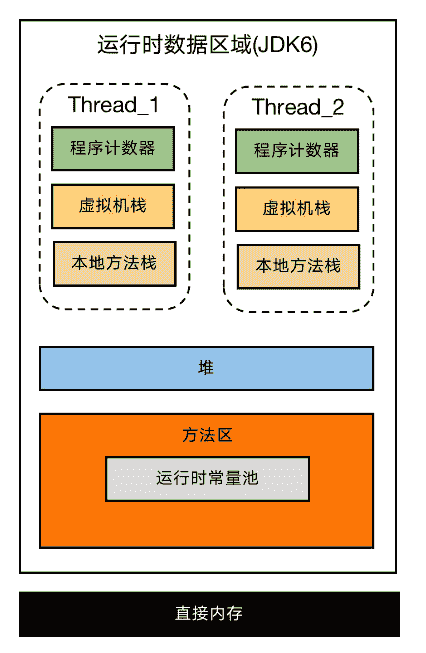 运行时数据区域(JDK6)
Thread_1
程序计数器
虚拟机栈
本地方法栈
Thread_2
程序计数器
虚拟机栈
本地方法栈
堆
方法区
运行时常量池
直接内存